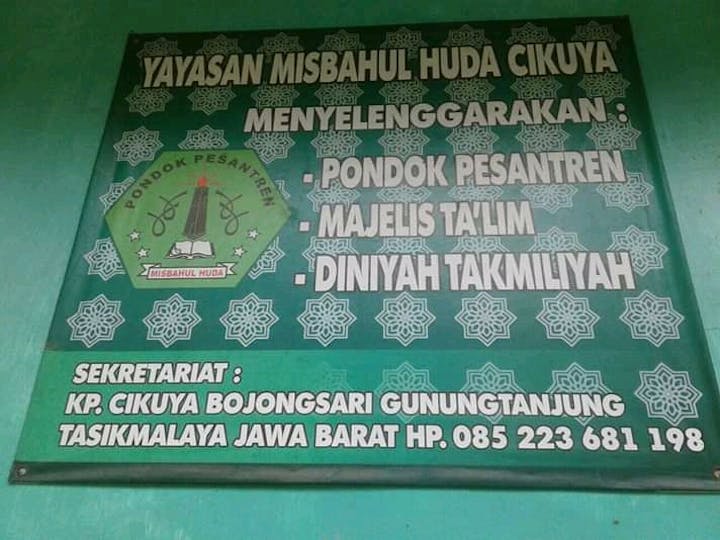 YAYASAN MISBAHUL HUDA CIKUYA
MENYELENGGARAKAN :
PONDOK PESANTREN
MISBAHUL HUDA
- PONDOK PESANTREN
- MAJELIS TA'LIM
- DINIYAH TAKMILIYAH
SEKRETARIAT :
KP. CIKUYA BOJONGSARI GUNUNGTANJUNG
TASIKMALAYA JAWA BARAT HP. 085 223 681 198